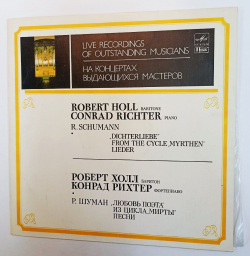 LIVE RECORDINGS
OF OUTSTANDING MUSICIANS
НА КОНЦЕРТАХ
ВЫДАЮЩИХСЯ МАСТЕРОВ
ROBERT HOLL BARITONE
CONRAD RICHTER PIANO
R. SCHUMANN
„DICHTERLIEBE”
FROM THE CYCLE „MYRTHEN”
LIEDER
РОБЕРТ ХОЛЛ БАРИТОН
КОНРАД РИХТЕР ФОРТЕПИАНО
Р. ШУМАН „ЛЮБОВЬ ПОЭТА”
ИЗ ЦИКЛА „МИРТЫ”
ПЕСНИ